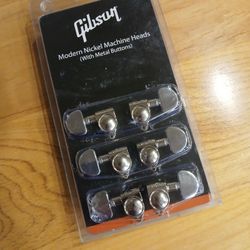 Gibson
Modern Nickel Machine Heads
(With Metal Buttons)